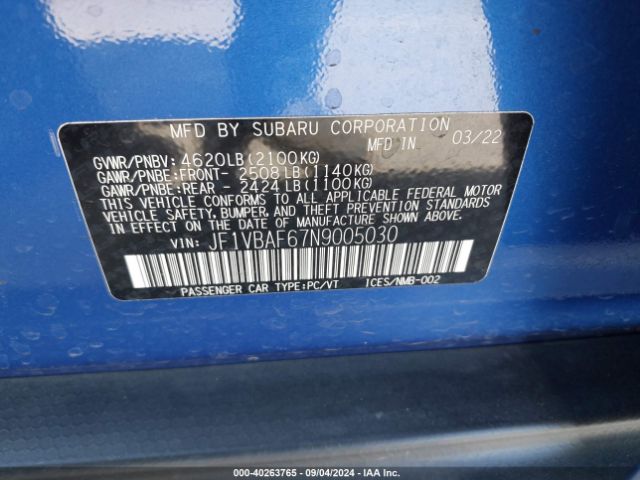 MFD BY SUBARU CORPORATION
MFD IN 03/22
GVWR/PNBV: 4620LB(2100KG)
GAWR/PNBE:FRONT- 2508LB(1140KG)
GAWR/PNBE:REAR - 2424LB(1100KG)
THIS VEHICLE CONFORMS TO ALL APPLICABLE FEDERAL MOTOR
VEHICLE SAFETY, BUMPER, AND THEFT PREVENTION STANDARDS
IN EFFECT ON THE DATE OF MANUFACTURE SHOWN ABOVE.
VIN: JF1VBAF67N9005030
PASSENGER CAR TYPE:PC/VT ICES/NMB-002
000-40263765 - 09/04/2024 - IAA Inc.